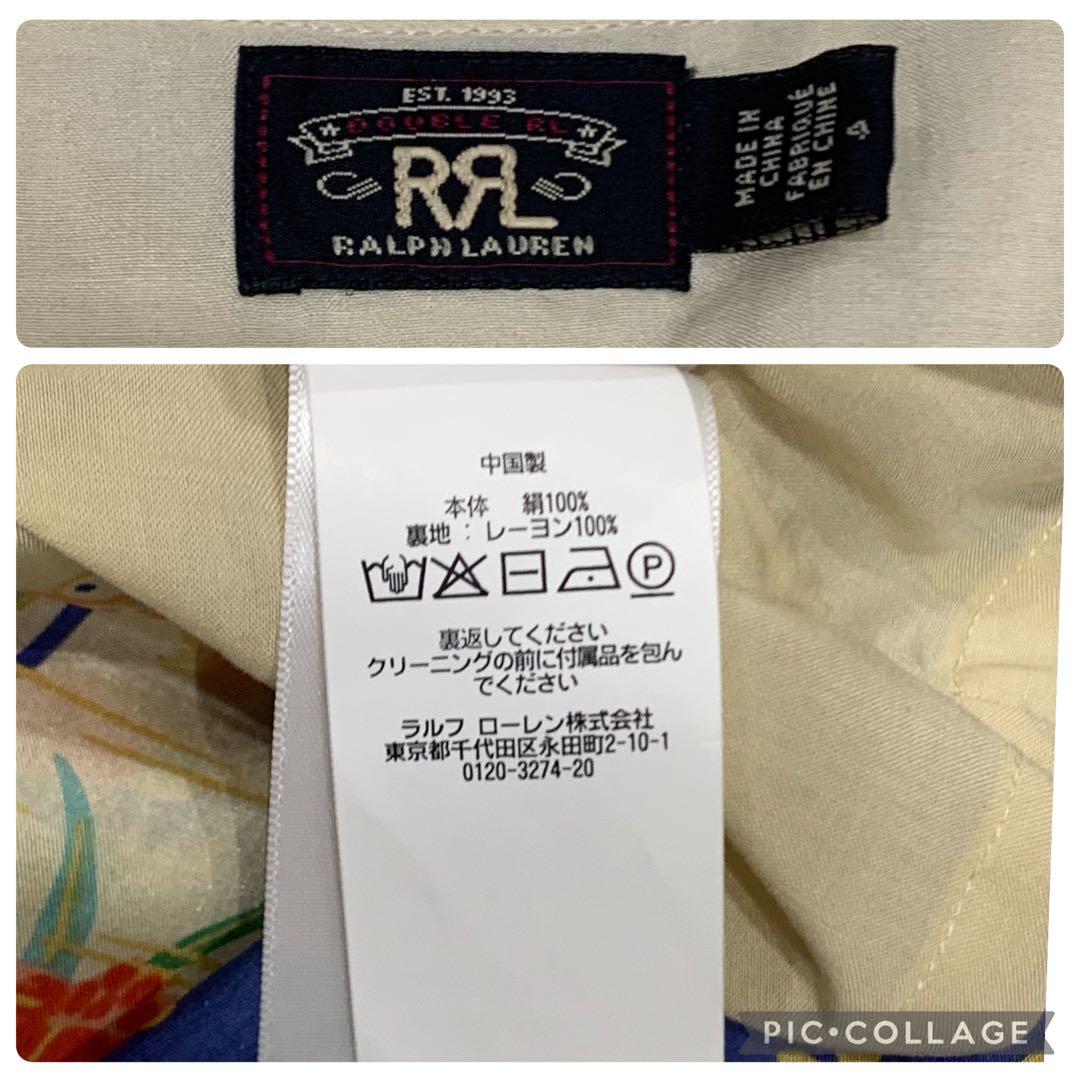 EST. 1993
DOUBLE RL
RRL
RALPH LAUREN
MADE IN
CHINA
FABRIQUÉ
EN CHINE
4
中国製
本体 絹100%
裏地 : レーヨン100%
P
裏返してください
クリーニングの前に付属品を包ん
でください
ラルフ ローレン株式会社
東京都千代田区永田町2-10-1
0120-3274-20
PIC•COLLAGE